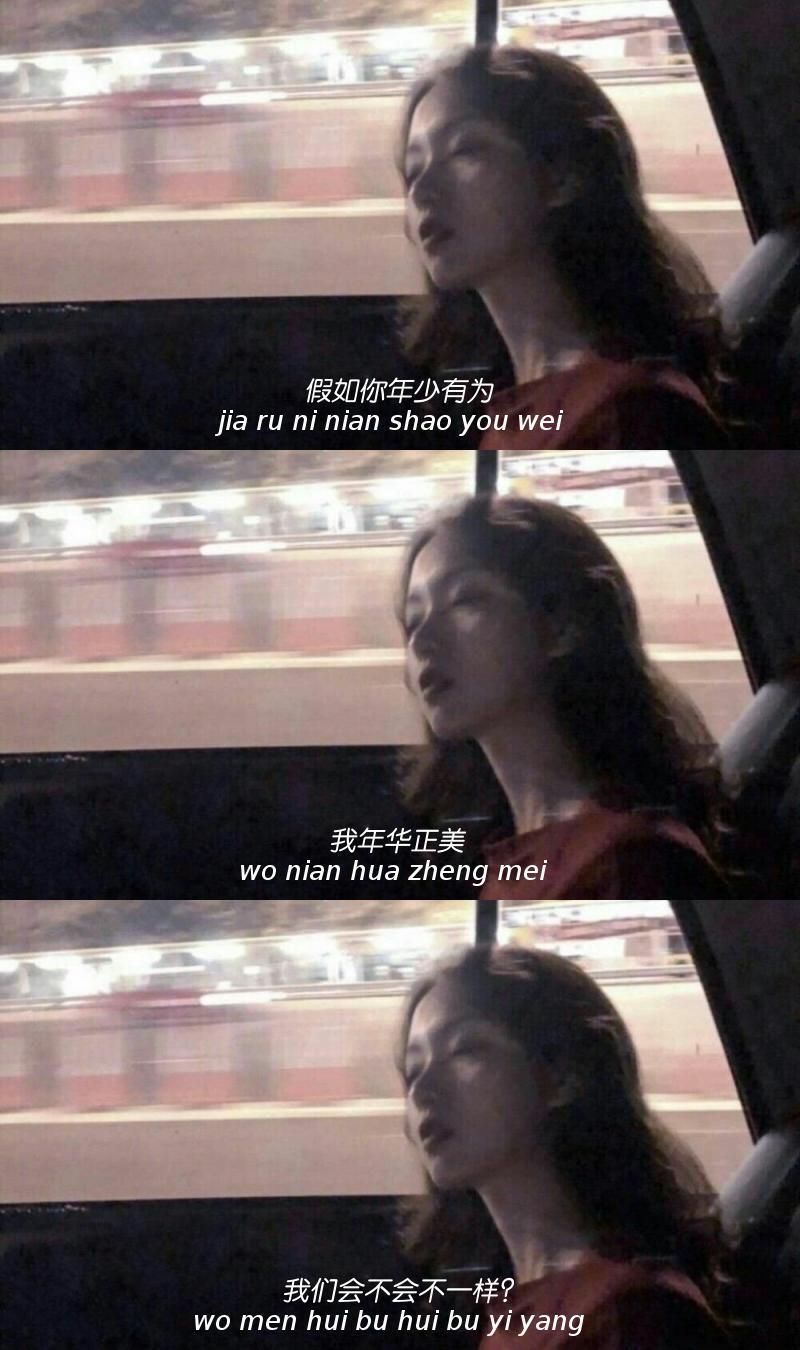 假如你年少有为
jia ru ni nian shao you wei
我年华正美
wo nian hua zheng mei
我们会不会不一样？
wo men hui bu hui bu yi yang